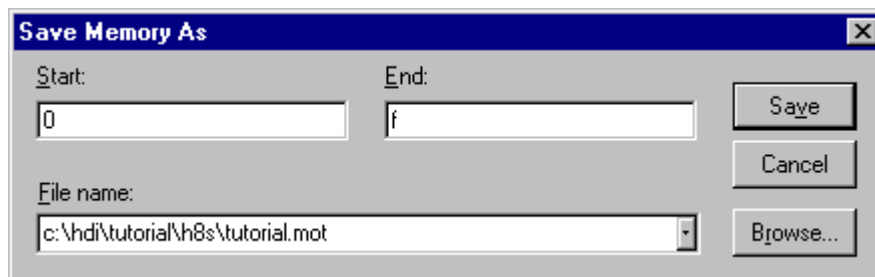 Save Memory As
Start: End:
0 f
Save
Cancel
File name:
c:\hdi\tutorial\h8s\tutorial.mot
Browse...